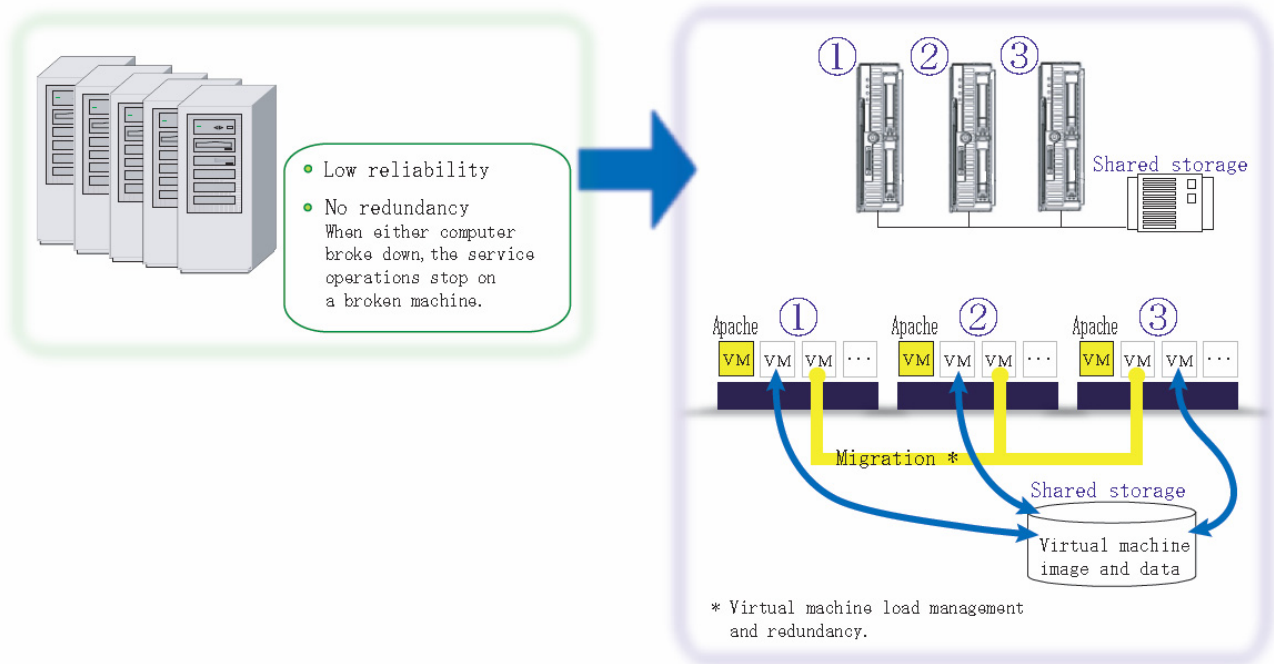 Low reliability
No redundancy
When either computer
broke down, the service
operations stop on
a broken machine.
① ② ③
Shared storage
Apache ① Apache ② Apache ③
VM VM VM ··· VM VM VM ··· VM VM VM ···
Migration *
Shared storage
Virtual machine
image and data
* Virtual machine load management
and redundancy.